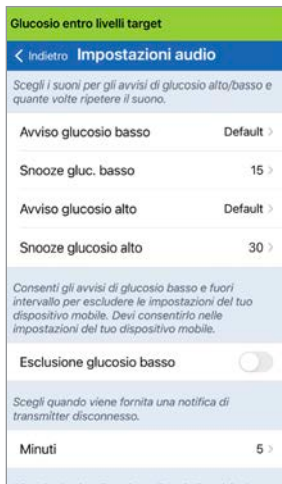 Glucosio entro livelli target
Indietro Impostazioni audio
Scegli i suoni per gli avvisi di glucosio alto/basso e
quante volte ripetere il suono.
Avviso glucosio basso Default
Snooze gluc. basso 15
Avviso glucosio alto Default
Snooze glucosio alto 30
Consenti gli avvisi di glucosio basso e fuori
intervallo per escludere le impostazioni del tuo
dispositivo mobile. Devi consentirlo nelle
impostazioni del tuo dispositivo mobile.
Esclusione glucosio basso
Scegli quando viene fornita una notifica di
transmitter disconnesso.
Minuti 5